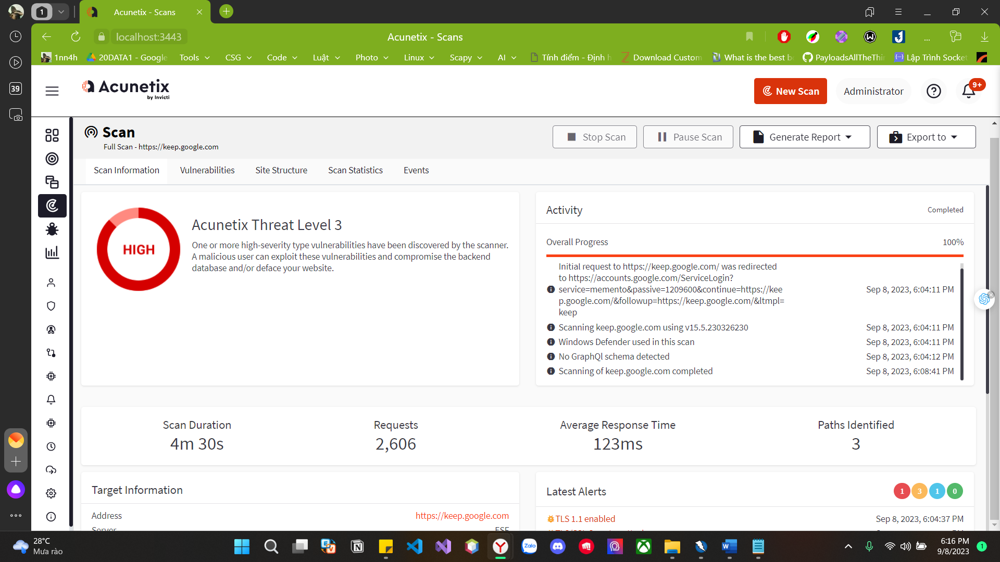 1
Acunetix - Scans
localhost:3443
Acunetix - Scans
...
1nn4h
20DATA1 - Google
Tools
CSG
Code
Luật
Photo
Linux
Scapy
AI
Tính điểm - Định h
Download Custom
What is the best b
PayloadsAllTheThin
Lập Trình Socket
39
Acunetix
by Invicti
New Scan
Administrator
9+
Scan
Full Scan - https://keep.google.com
Stop Scan
Pause Scan
Generate Report
Export to
Scan Information
Vulnerabilities
Site Structure
Scan Statistics
Events
HIGH
Acunetix Threat Level 3
One or more high-severity type vulnerabilities have been discovered by the scanner.
A malicious user can exploit these vulnerabilities and compromise the backend
database and/or deface your website.
Activity
Completed
Overall Progress
100%
Initial request to https://keep.google.com/ was redirected
to https://accounts.google.com/ServiceLogin?
service=memento&passive=1209600&continue=https://kee
p.google.com/&followup=https://keep.google.com/&ltmpl=
keep
Sep 8, 2023, 6:04:11 PM
Scanning keep.google.com using v15.5.230326230
Sep 8, 2023, 6:04:11 PM
Windows Defender used in this scan
Sep 8, 2023, 6:04:11 PM
No GraphQl schema detected
Sep 8, 2023, 6:04:12 PM
Scanning of keep.google.com completed
Sep 8, 2023, 6:08:41 PM
Scan Duration
4m 30s
Requests
2,606
Average Response Time
123ms
Paths Identified
3
Target Information
Address
https://keep.google.com
Server
ESF
Latest Alerts
1
3
1
0
TLS 1.1 enabled
Sep 8, 2023, 6:04:37 PM
28°C
Mưa rào
Zalo
6:16 PM
9/8/2023
1